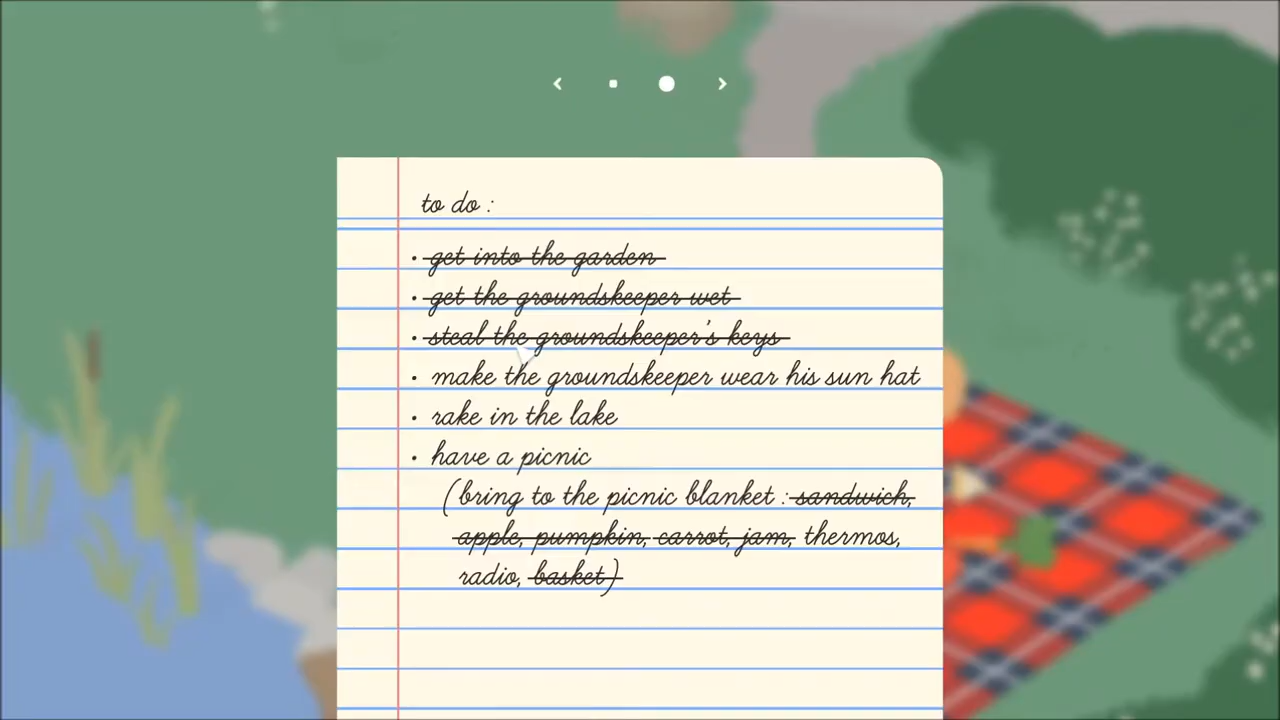 to do :
• get into the garden
• get the groundskeeper wet
• steal the groundskeeper's keys
• make the groundskeeper wear his sun hat
• rake in the lake
• have a picnic
(bring to the picnic blanket : sandwich,
apple, pumpkin, carrot, jam, thermos,
radio, basket)